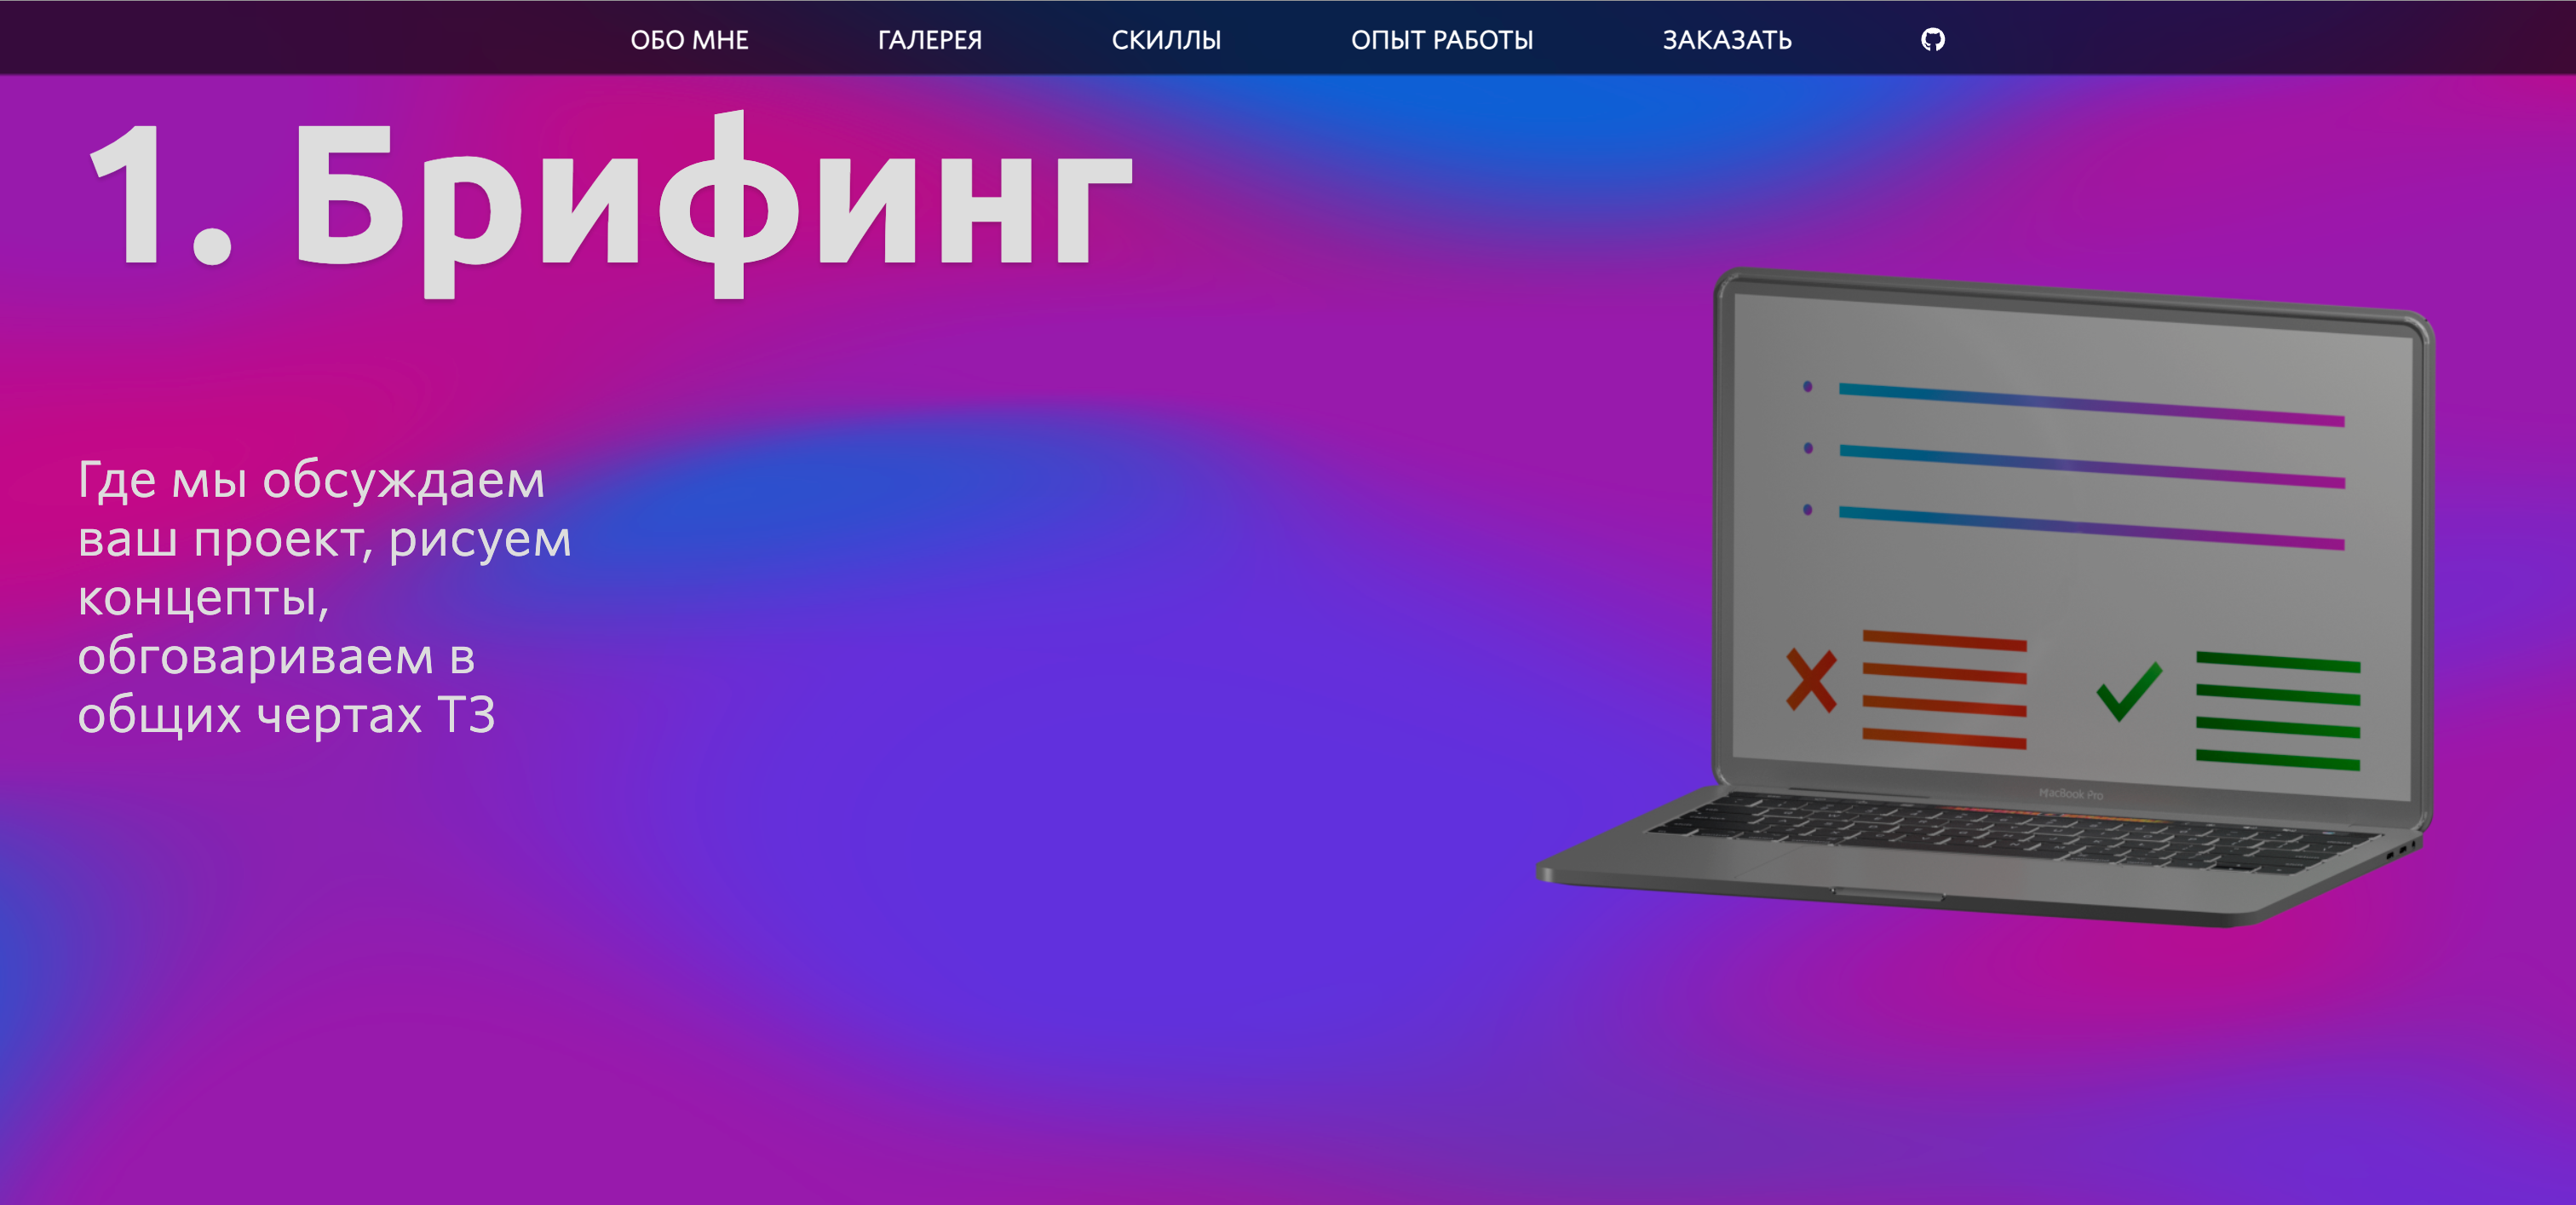 ОБО МНЕ ГАЛЕРЕЯ СКИЛЛЫ ОПЫТ РАБОТЫ ЗАКАЗАТЬ
1. Брифинг
Где мы обсуждаем
ваш проект, рисуем
концепты,
обговариваем в
общих чертах ТЗ
MacBook Pro